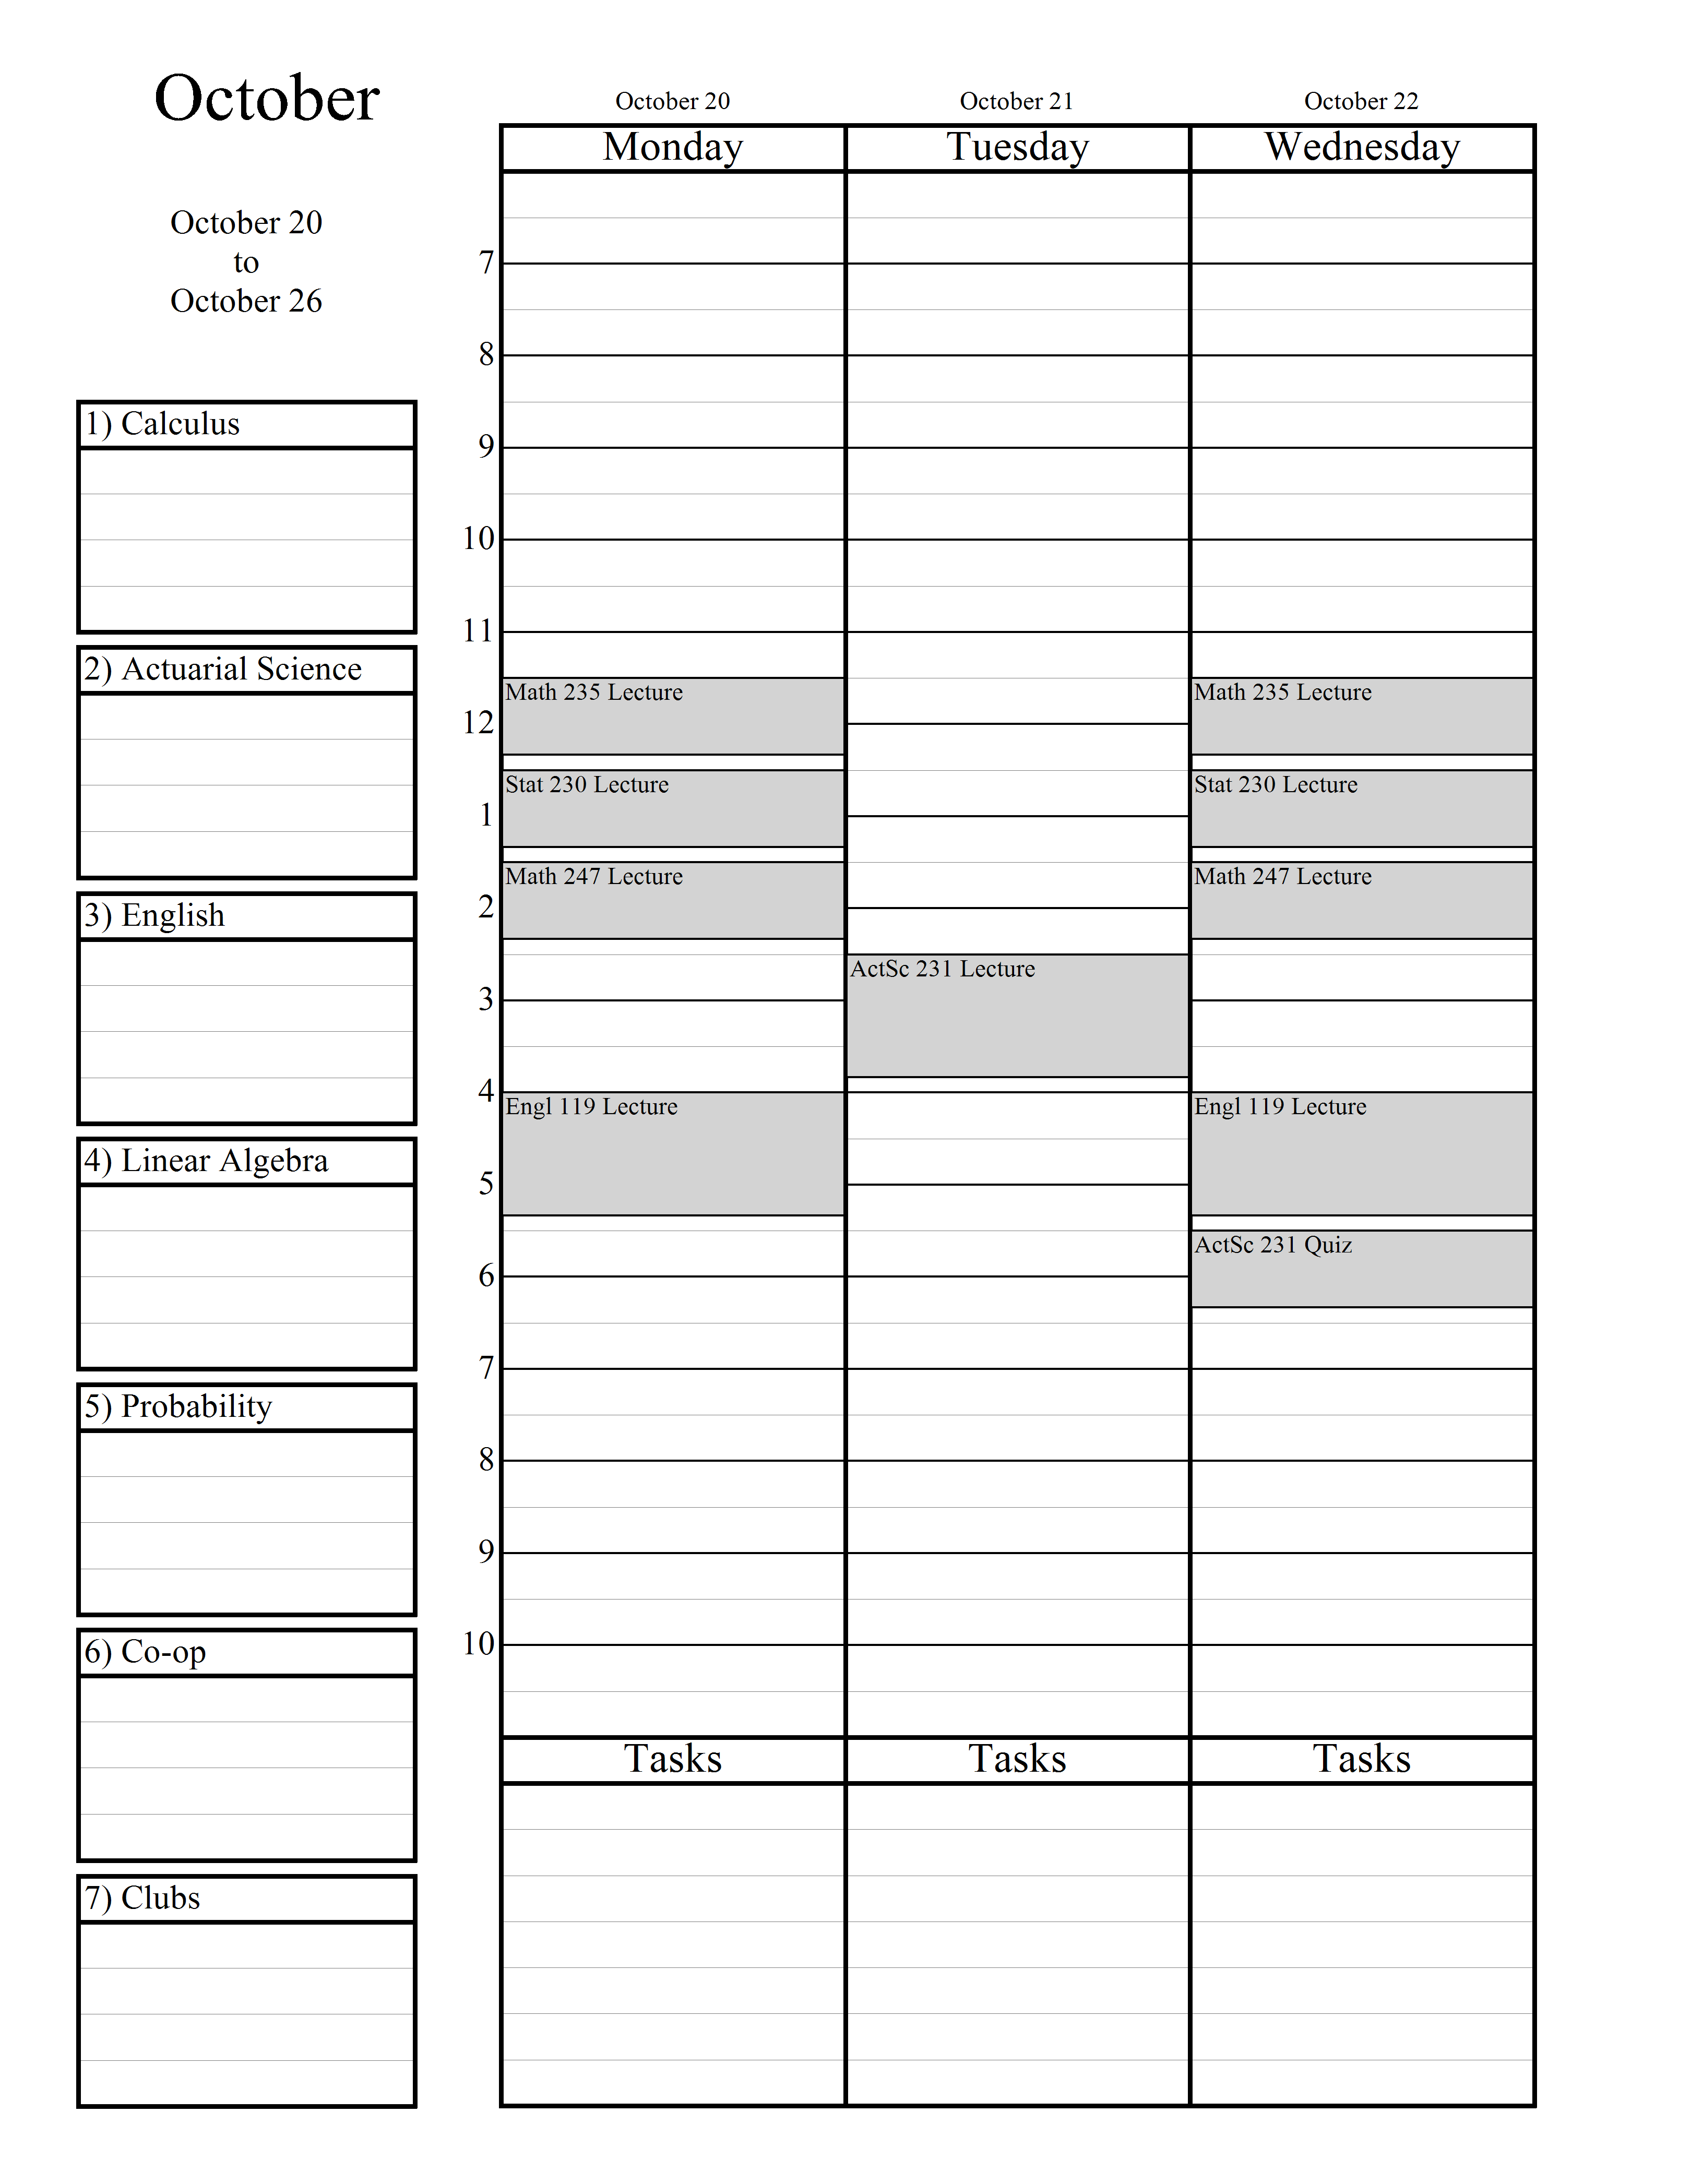 October
October 20
to
October 26
1) Calculus
2) Actuarial Science
3) English
4) Linear Algebra
5) Probability
6) Co-op
7) Clubs
October 20
October 21
October 22
Monday
Tuesday
Wednesday
7
8
9
10
11
12
1
2
3
4
5
6
7
8
9
10
Math 235 Lecture
Stat 230 Lecture
Math 247 Lecture
Engl 119 Lecture
ActSc 231 Lecture
Math 235 Lecture
Stat 230 Lecture
Math 247 Lecture
Engl 119 Lecture
ActSc 231 Quiz
Tasks
Tasks
Tasks